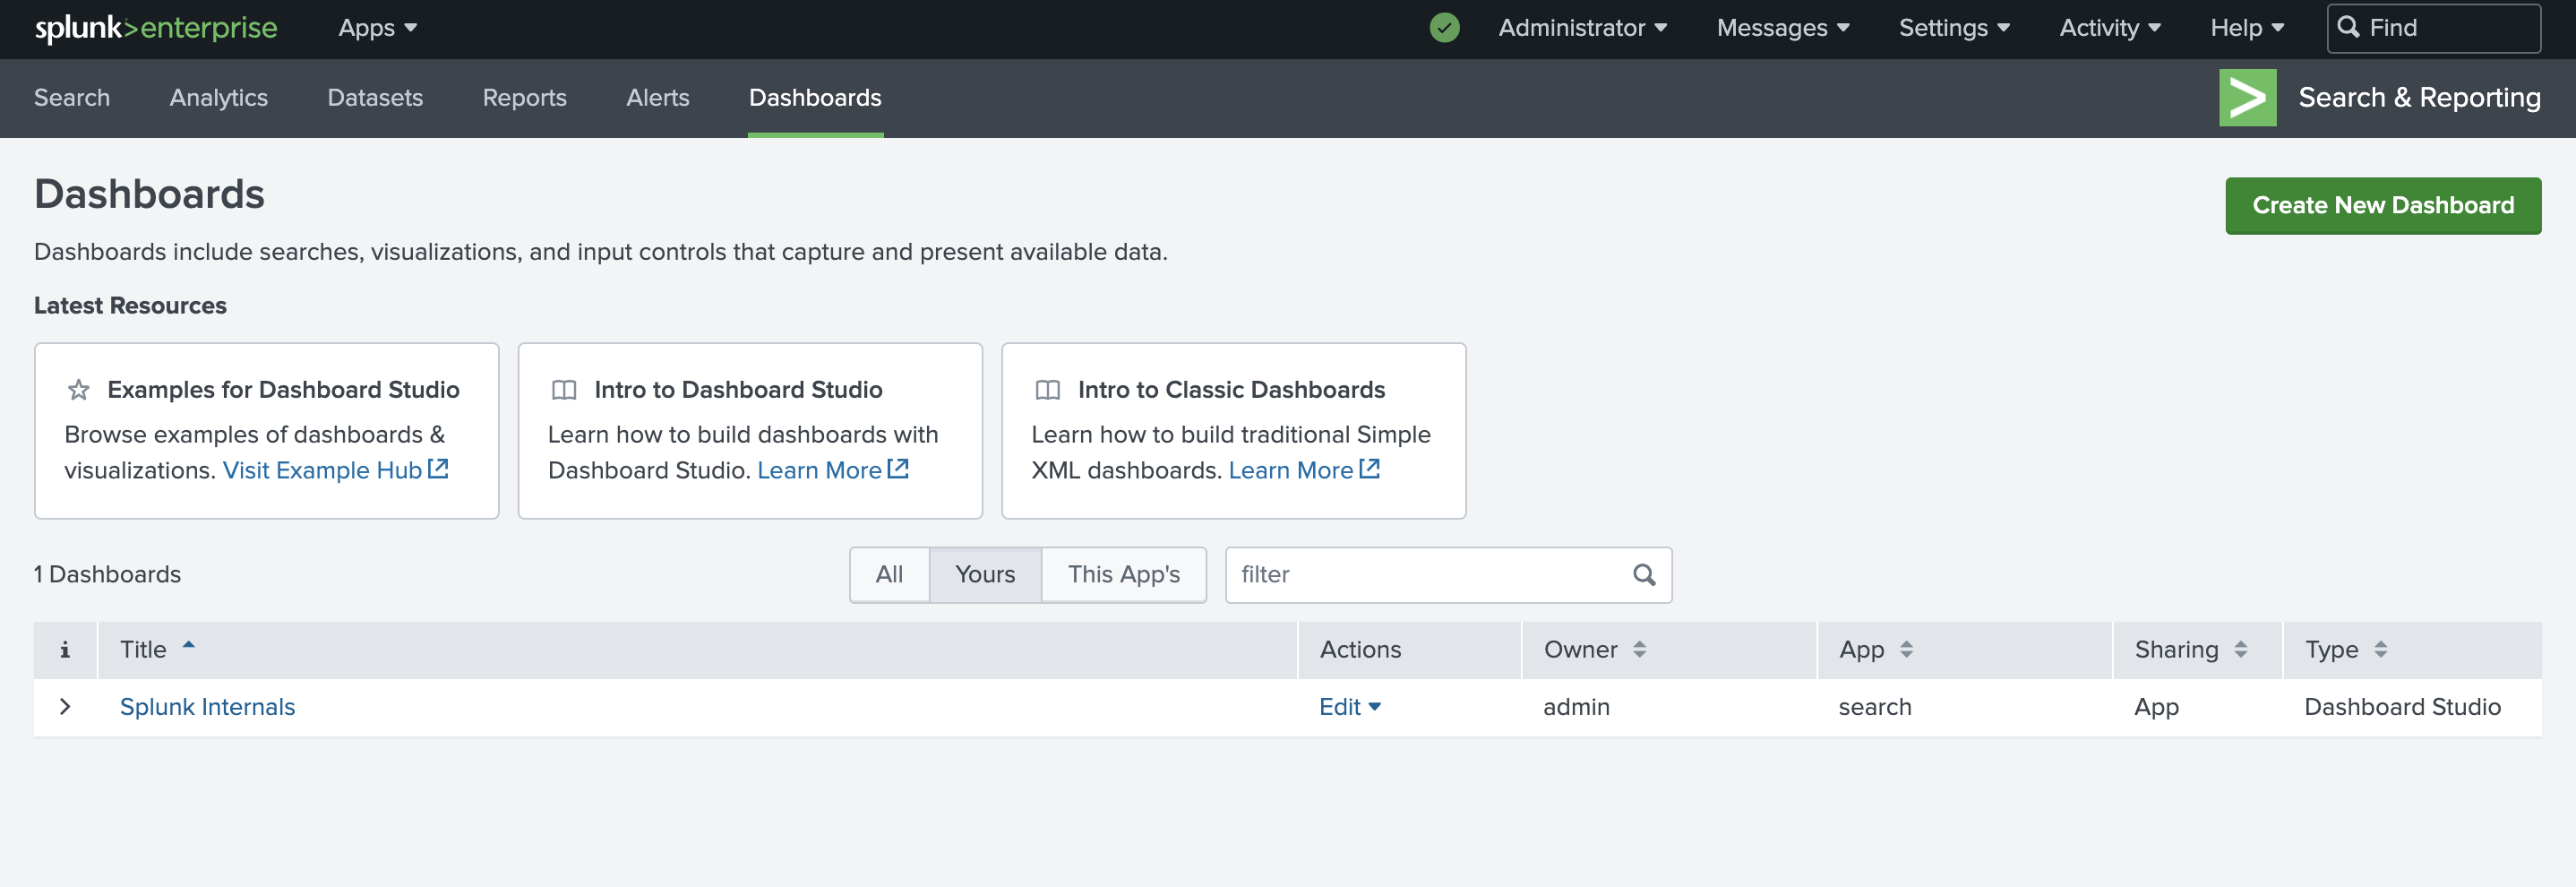 splunk>enterprise Apps Administrator Messages Settings Activity Help Find
Search Analytics Datasets Reports Alerts Dashboards Search & Reporting
Dashboards
Create New Dashboard
Dashboards include searches, visualizations, and input controls that capture and present available data.
Latest Resources
Examples for Dashboard Studio
Browse examples of dashboards &
visualizations. Visit Example Hub
Intro to Dashboard Studio
Learn how to build dashboards with
Dashboard Studio. Learn More
Intro to Classic Dashboards
Learn how to build traditional Simple
XML dashboards. Learn More
1 Dashboards All Yours This App's filter
i Title Actions Owner App Sharing Type
Splunk Internals Edit admin search App Dashboard Studio